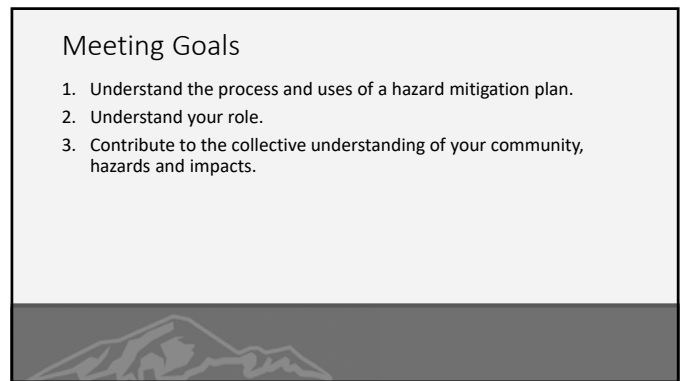 Meeting Goals
1. Understand the process and uses of a hazard mitigation plan.
2. Understand your role.
3. Contribute to the collective understanding of your community,
hazards and impacts.